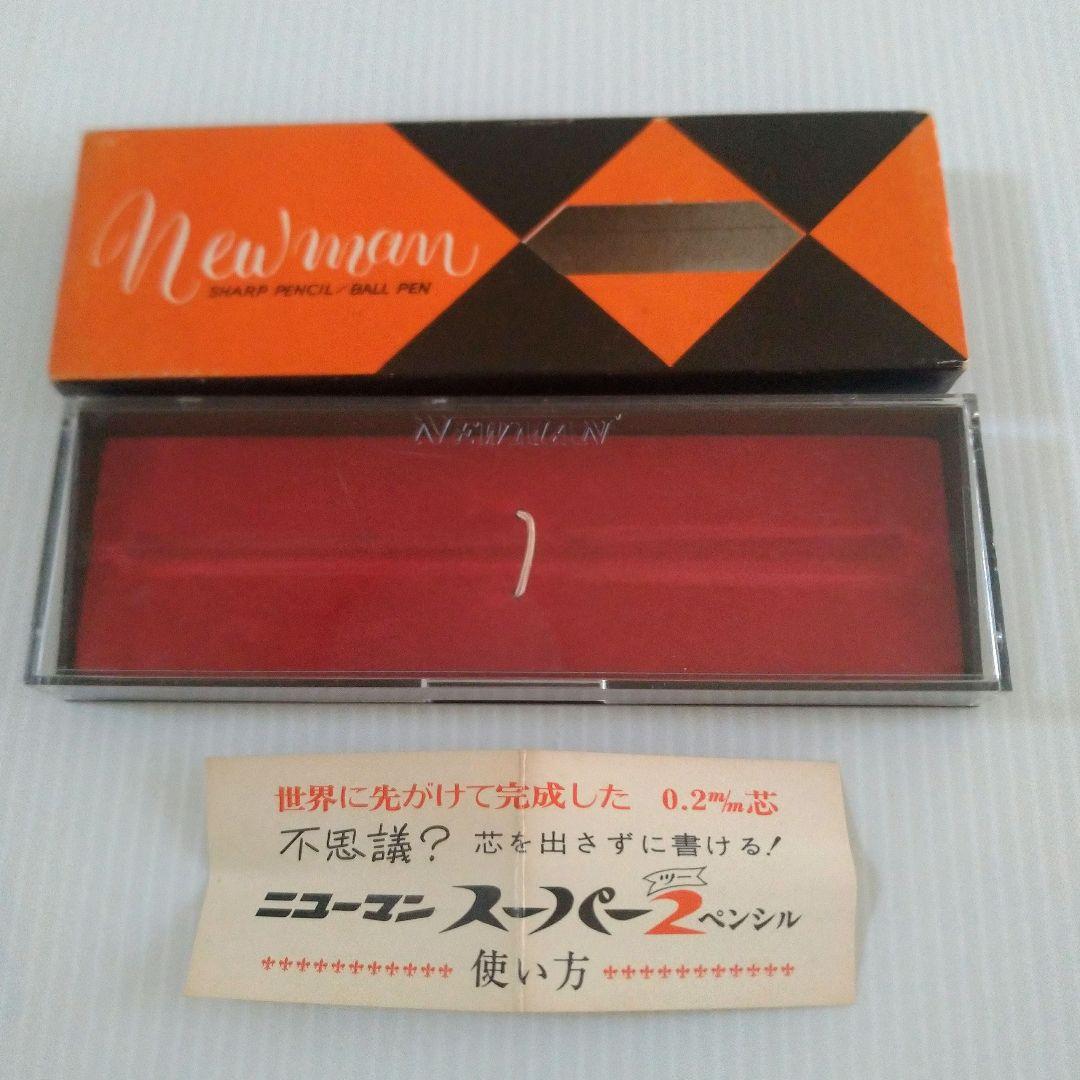 Newman
SHARP PENCIL/BALL PEN
NEWMAN
世界に先がけて完成した 0.2m/m芯
不思議? 芯を出さずに書ける!
ツー
ニューマン スーパー2ペンシル
使い方